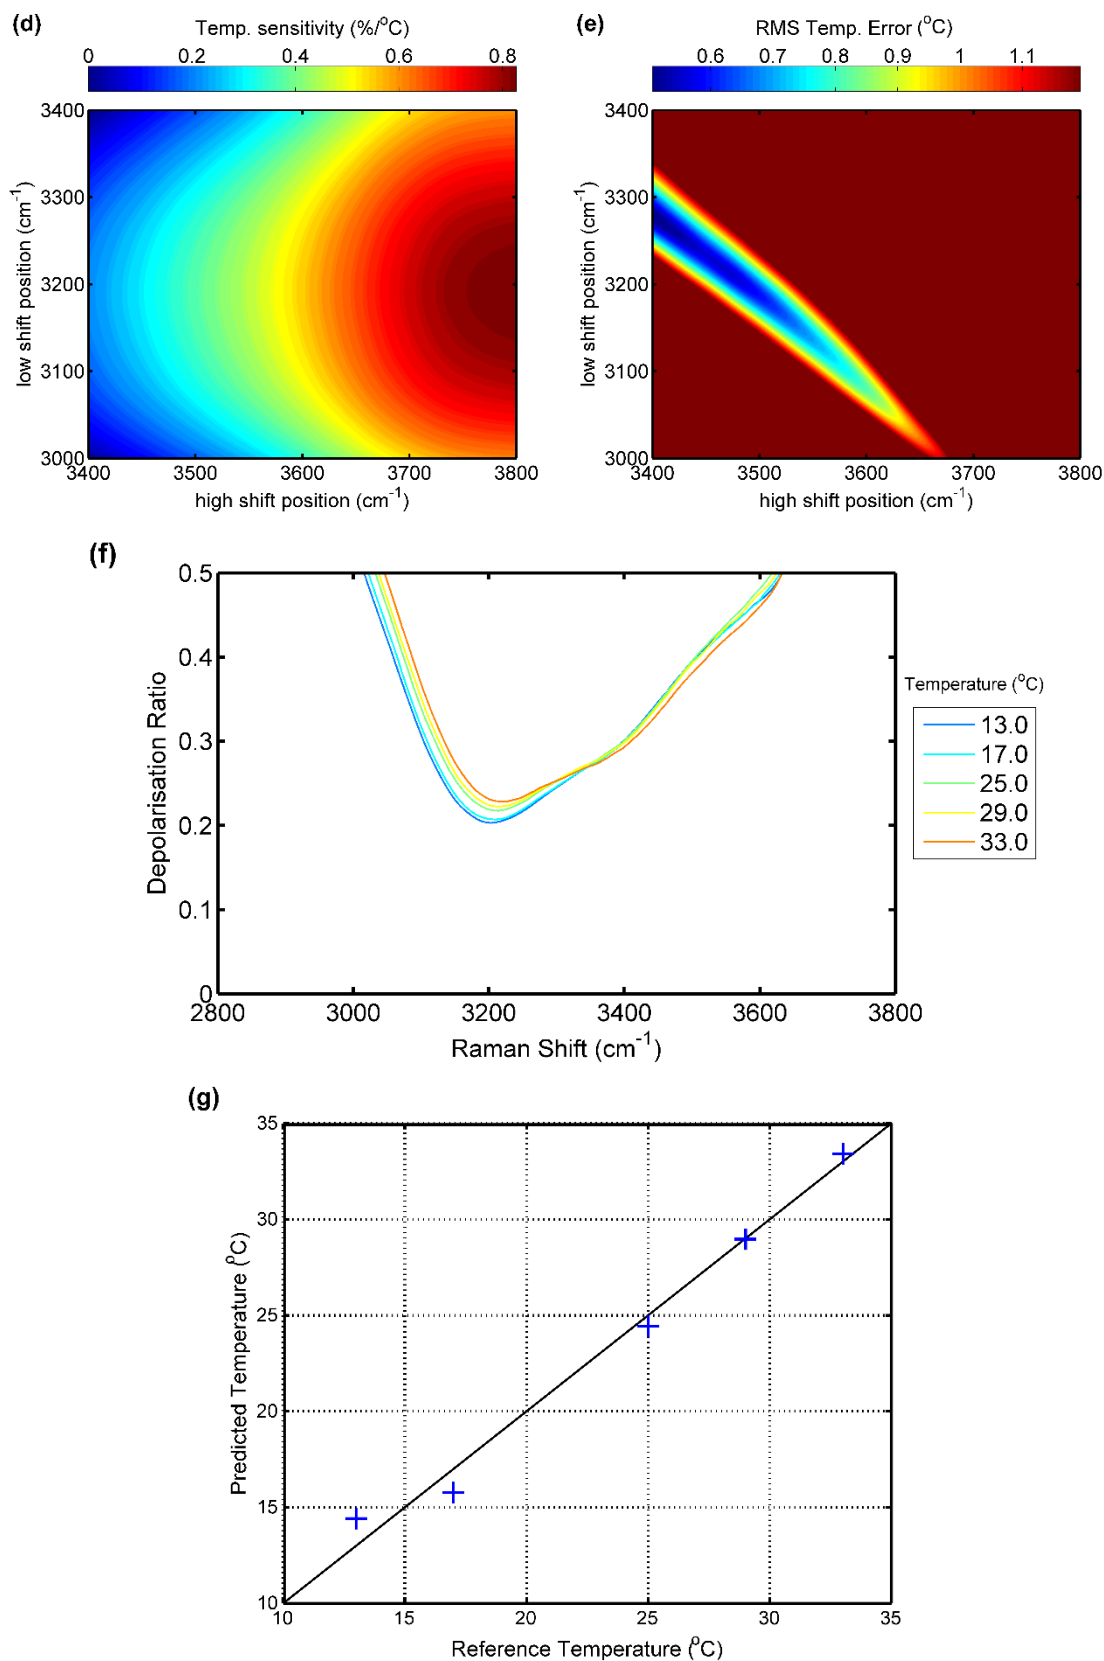 (d)
Temp. sensitivity (%/°C)
0 0.2 0.4 0.6 0.8
3400
3300
3200
3100
3000
low shift position (cm⁻¹)
3400 3500 3600 3700 3800
high shift position (cm⁻¹)
(e)
RMS Temp. Error (°C)
0.6 0.7 0.8 0.9 1 1.1
3400
3300
3200
3100
3000
low shift position (cm⁻¹)
3400 3500 3600 3700 3800
high shift position (cm⁻¹)
(f)
0.5
0.4
0.3
0.2
0.1
0
Depolarisation Ratio
2800 3000 3200 3400 3600 3800
Raman Shift (cm⁻¹)
Temperature (°C)
13.0
17.0
25.0
29.0
33.0
(g)
35
30
25
20
15
10
Predicted Temperature (°C)
10 15 20 25 30 35
Reference Temperature (°C)